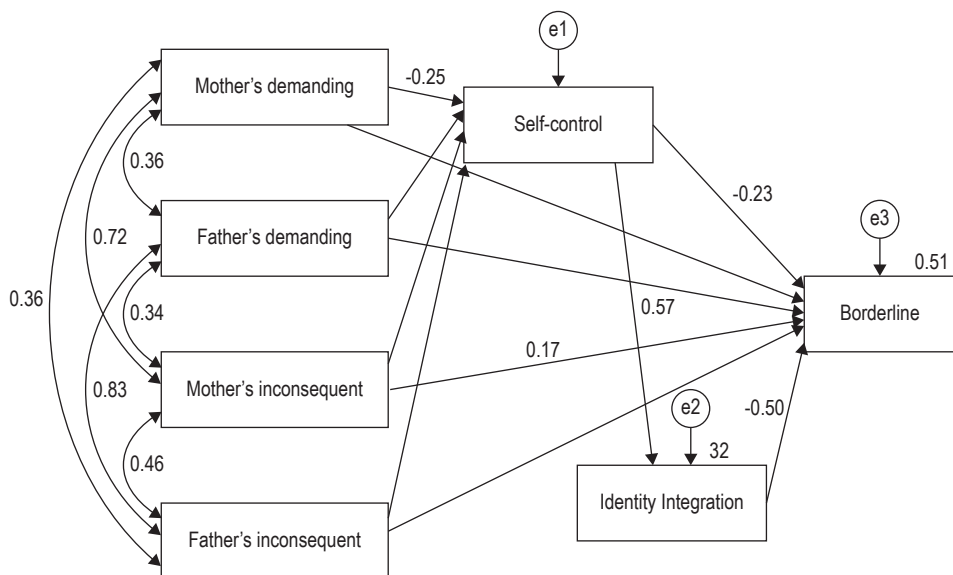 e1
Mother's demanding
-0.25
Self-control
0.36
-0.23
Father's demanding
e3
0.72
0.51
0.36
0.34
0.57
Borderline
0.17
Mother's inconsequent
0.83
e2
-0.50
0.46
32
Identity Integration
Father's inconsequent